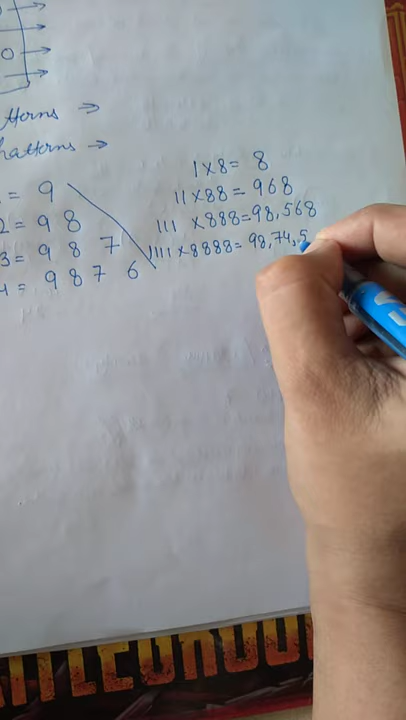 0
tterns →
hatterns →
= 9
2 = 9 8
3 = 9 8 7
4 = 9 8 7 6
1 × 8 = 8
11 × 88 = 968
111 × 888 = 98,568
1111 × 8888 = 98,74,5